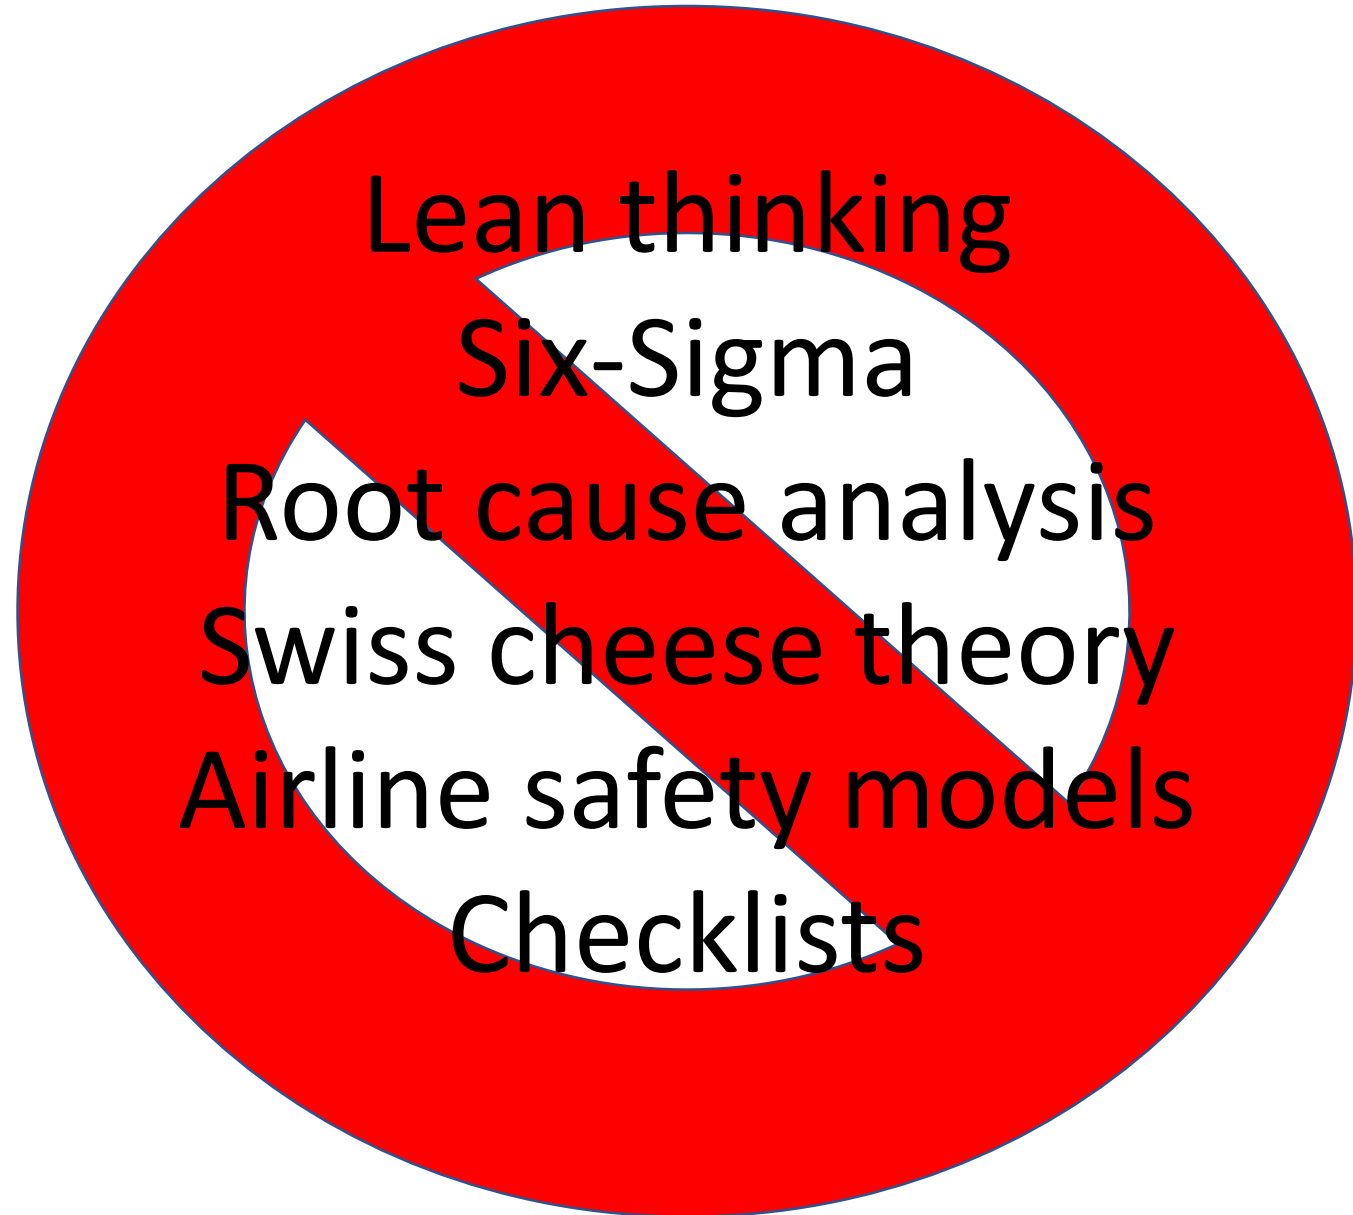 Lean thinking
Six-Sigma
Root cause analysis
Swiss cheese theory
Airline safety models
Checklists